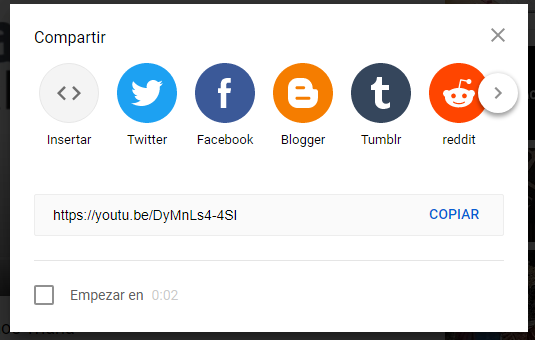 Compartir
Insertar
Twitter
Facebook
Blogger
Tumblr
reddit
https://youtu.be/DyMnLs4-4SI
COPIAR
Empezar en 0:02